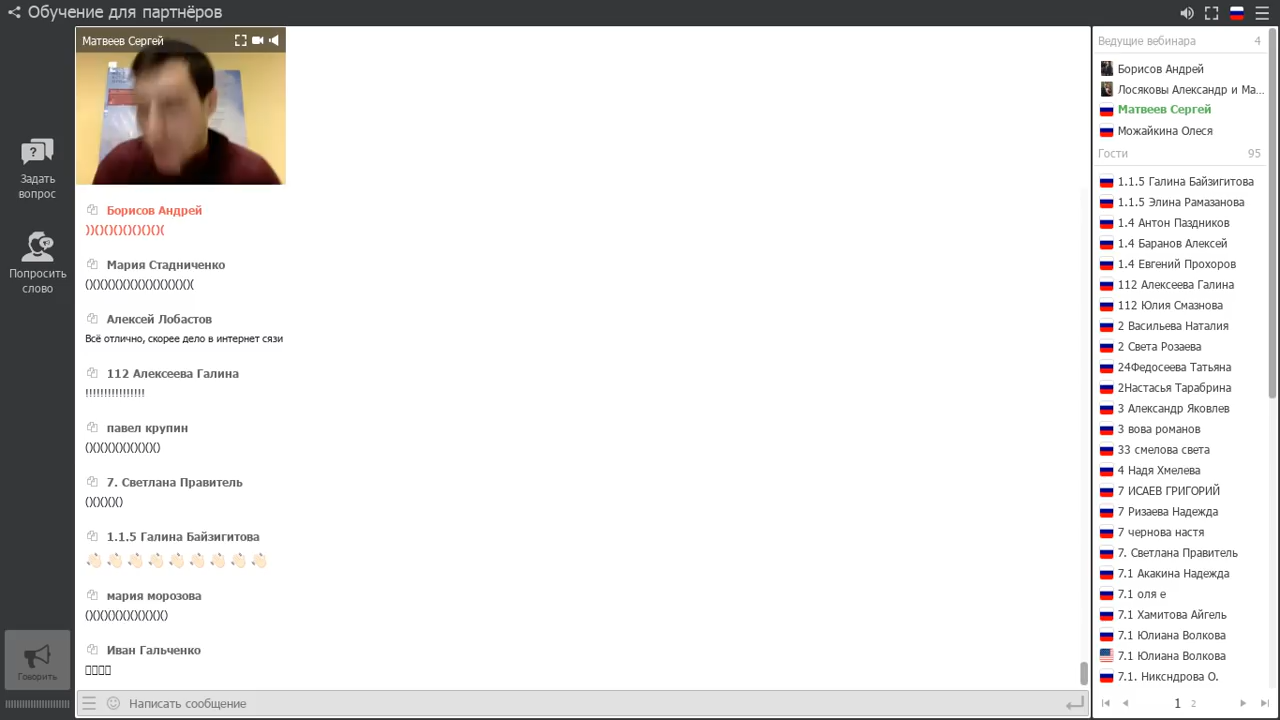 Обучение для партнёров
Матвеев Сергей
Задать
вопрос
Попросить
слово
Говорить
Борисов Андрей
))()()()()()()(
Мария Стадниченко
()()()()()()()()()()(
Алексей Лобастов
Всё отлично, скорее дело в интернет сязи
112 Алексеева Галина
!!!!!!!!!!!!!!!!
павел крупин
()()()()()()()()
7. Светлана Правитель
()()()()
1.1.5 Галина Байзигитова
👏🏻👏🏻👏🏻👏🏻👏🏻👏🏻👏🏻👏🏻👏🏻
мария морозова
()()()()()()()()()
Иван Гальченко
Написать сообщение
Ведущие вебинара 4
Борисов Андрей
Лосяковы Александр и Ма...
Матвеев Сергей
Можайкина Олеся
Гости 95
1.1.5 Галина Байзигитова
1.1.5 Элина Рамазанова
1.4 Антон Паздников
1.4 Баранов Алексей
1.4 Евгений Прохоров
112 Алексеева Галина
112 Юлия Смазнова
2 Васильева Наталия
2 Света Розаева
24Федосеева Татьяна
2Настасья Тарабрина
3 Александр Яковлев
3 вова романов
33 смелова света
4 Надя Хмелева
7 ИСАЕВ ГРИГОРИЙ
7 Ризаева Надежда
7 чернова настя
7. Светлана Правитель
7.1 Акакина Надежда
7.1 оля е
7.1 Хамитова Айгель
7.1 Юлиана Волкова
7.1 Юлиана Волкова
7.1. Никсндрова О.
1 2